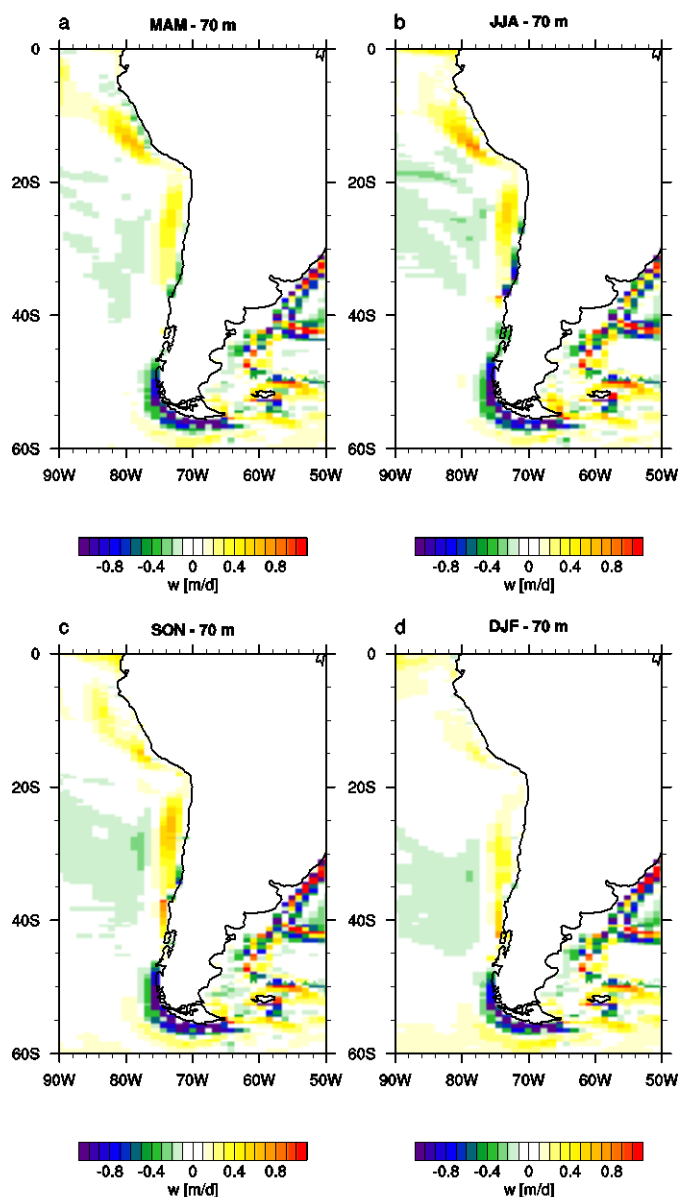 a MAM - 70 m
b JJA - 70 m
0
20S
40S
60S
90W 80W 70W 60W 50W
0
20S
40S
60S
90W 80W 70W 60W 50W
-0.8 -0.4 0 0.4 0.8
w [m/d]
-0.8 -0.4 0 0.4 0.8
w [m/d]
c SON - 70 m
d DJF - 70 m
0
20S
40S
60S
90W 80W 70W 60W 50W
0
20S
40S
60S
90W 80W 70W 60W 50W
-0.8 -0.4 0 0.4 0.8
w [m/d]
-0.8 -0.4 0 0.4 0.8
w [m/d]